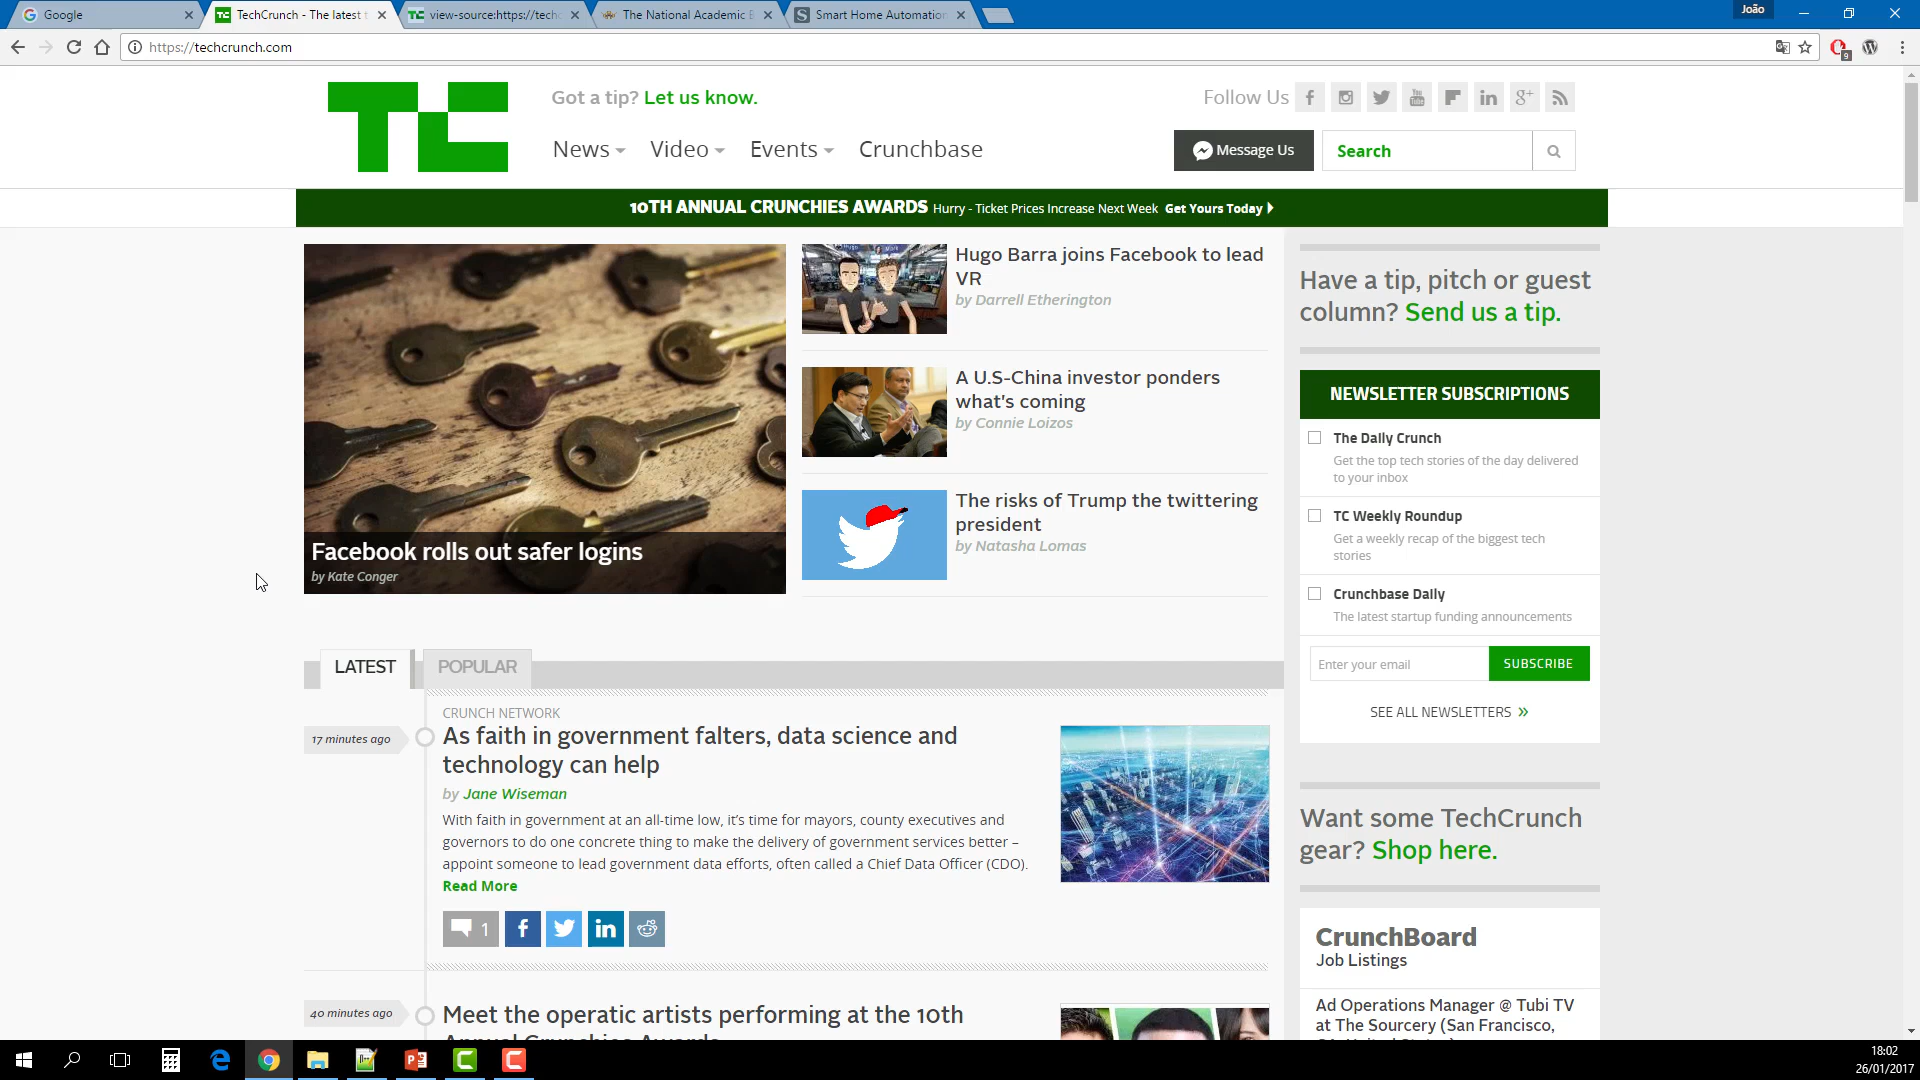 Google
TechCrunch - The latest t
view-source:https://techc
The National Academic E
Smart Home Automation
João
https://techcrunch.com
9
TC
Got a tip? Let us know.
Follow Us
News
Video
Events
Crunchbase
Message Us
Search
10TH ANNUAL CRUNCHIES AWARDS Hurry - Ticket Prices Increase Next Week Get Yours Today
Facebook rolls out safer logins
by Kate Conger
Hugo Barra joins Facebook to lead
VR
by Darrell Etherington
A U.S-China investor ponders
what's coming
by Connie Loizos
The risks of Trump the twittering
president
by Natasha Lomas
Have a tip, pitch or guest
column? Send us a tip.
NEWSLETTER SUBSCRIPTIONS
The Daily Crunch
Get the top tech stories of the day delivered
to your inbox
TC Weekly Roundup
Get a weekly recap of the biggest tech
stories
Crunchbase Daily
The latest startup funding announcements
Enter your email
SUBSCRIBE
SEE ALL NEWSLETTERS »
LATEST
POPULAR
17 minutes ago
CRUNCH NETWORK
As faith in government falters, data science and
technology can help
by Jane Wiseman
With faith in government at an all-time low, it's time for mayors, county executives and
governors to do one concrete thing to make the delivery of government services better –
appoint someone to lead government data efforts, often called a Chief Data Officer (CDO).
Read More
1
40 minutes ago
Meet the operatic artists performing at the 10th
Annual Crunchies Awards
Want some TechCrunch
gear? Shop here.
CrunchBoard
Job Listings
Ad Operations Manager @ Tubi TV
at The Sourcery (San Francisco,
CA, United States)
18:02
26/01/2017